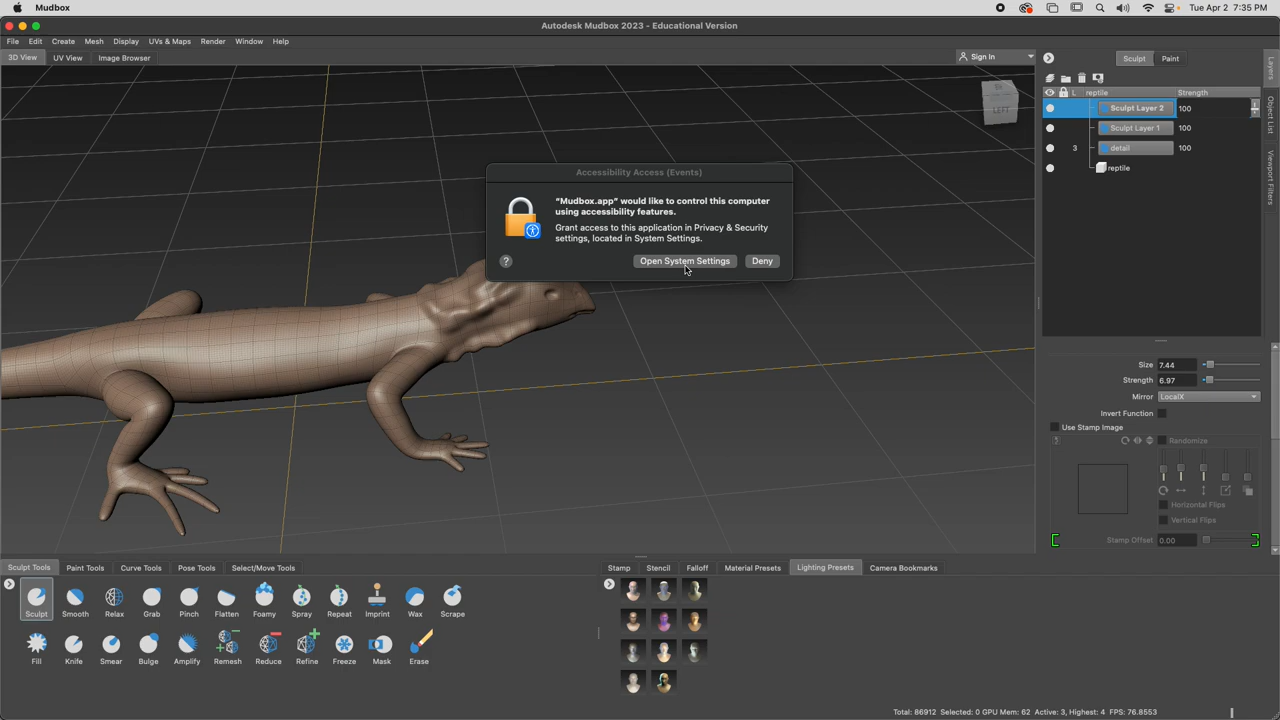 Mudbox
Tue Apr 2 7:35 PM
Autodesk Mudbox 2023 - Educational Version
File Edit Create Mesh Display UVs & Maps Render Window Help
3D View UV View Image Browser
Sign In
Sculpt Paint
LEFT
L reptile Strength
Sculpt Layer 2 100
Sculpt Layer 1 100
3 detail 100
reptile
Layers
Object List
Viewport Filters
Accessibility Access (Events)
"Mudbox.app" would like to control this computer
using accessibility features.
Grant access to this application in Privacy & Security
settings, located in System Settings.
? Open System Settings Deny
Size 7.44
Strength 6.97
Mirror LocalX
Invert Function
Use Stamp Image
Randomize
Horizontal Flips
Vertical Flips
Stamp Offset 0.00
Sculpt Tools Paint Tools Curve Tools Pose Tools Select/Move Tools
Sculpt Smooth Relax Grab Pinch Flatten Foamy Spray Repeat Imprint Wax Scrape
Fill Knife Smear Bulge Amplify Remesh Reduce Refine Freeze Mask Erase
Stamp Stencil Falloff Material Presets Lighting Presets Camera Bookmarks
Total: 86912 Selected: 0 GPU Mem: 62 Active: 3, Highest: 4 FPS: 76.8553